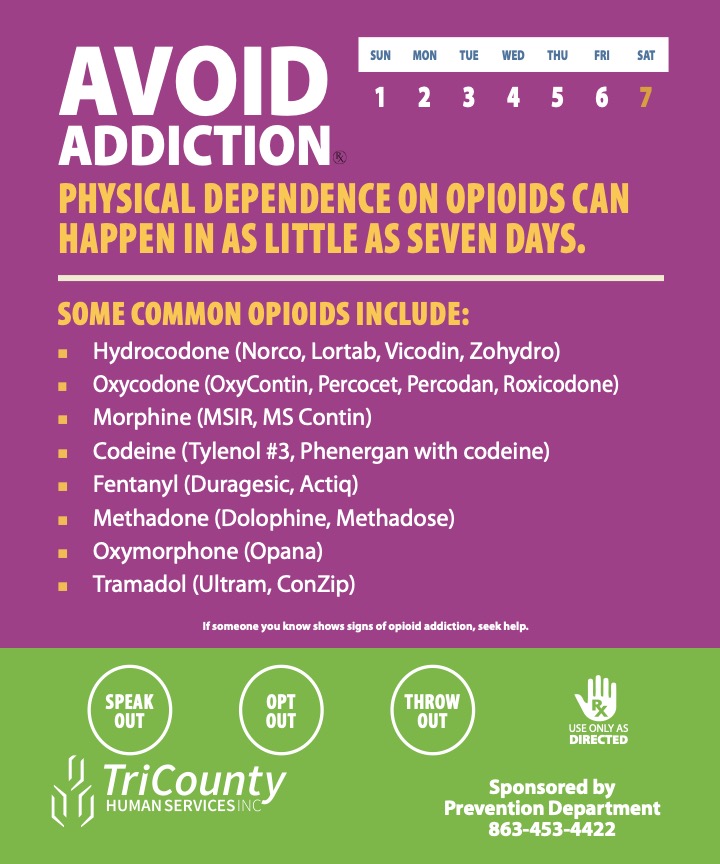 AVOID
ADDICTION℞
SUN MON TUE WED THU FRI SAT
1 2 3 4 5 6 7
PHYSICAL DEPENDENCE ON OPIOIDS CAN
HAPPEN IN AS LITTLE AS SEVEN DAYS.
SOME COMMON OPIOIDS INCLUDE:
Hydrocodone (Norco, Lortab, Vicodin, Zohydro)
Oxycodone (OxyContin, Percocet, Percodan, Roxicodone)
Morphine (MSIR, MS Contin)
Codeine (Tylenol #3, Phenergan with codeine)
Fentanyl (Duragesic, Actiq)
Methadone (Dolophine, Methadose)
Oxymorphone (Opana)
Tramadol (Ultram, ConZip)
If someone you know shows signs of opioid addiction, seek help.
SPEAK
OUT
OPT
OUT
THROW
OUT
℞
USE ONLY AS
DIRECTED
TriCounty
HUMAN SERVICES INC
Sponsored by
Prevention Department
863-453-4422